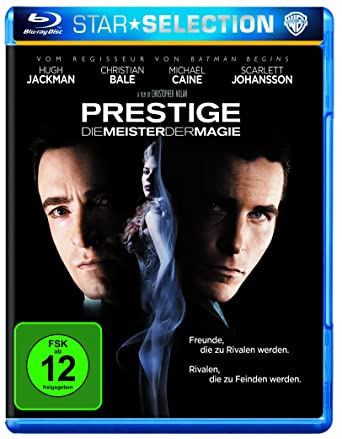 Blu-ray Disc
STAR★SELECTION
WB
VOM REGISSEUR VON BATMAN BEGINS
HUGH JACKMAN
CHRISTIAN BALE
MICHAEL CAINE
SCARLETT JOHANSSON
A FILM DE CHRISTOPHER NOLAN
PRESTIGE
DIE MEISTER DER MAGIE
Freunde,
die zu Rivalen werden.
Rivalen,
die zu Feinden werden.
FSK
ab
12
freigegeben